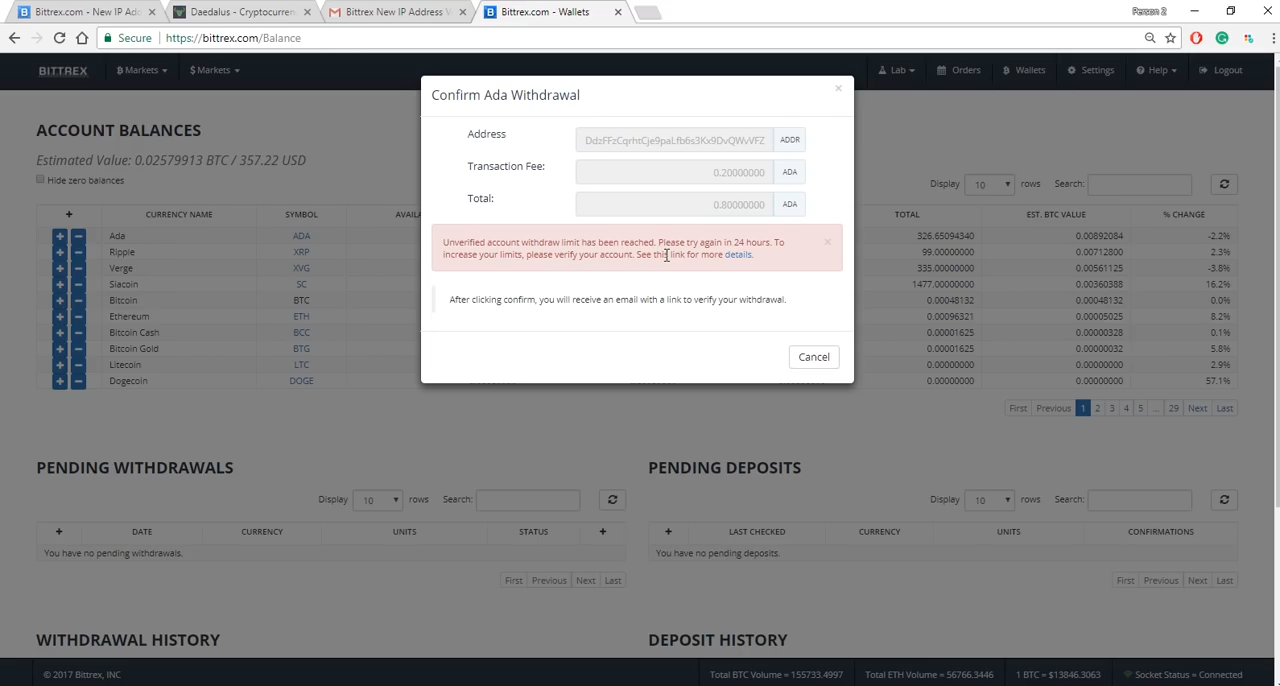 Bittrex.com - New IP Ad
Daedalus - Cryptocurren
Bittrex New IP Address V
Bittrex.com - Wallets
Person 2
Secure
https://bittrex.com/Balance
BITTREX
Markets
$ Markets
Lab
Orders
Wallets
Settings
Help
Logout
Confirm Ada Withdrawal
Address
ADDR
Transaction Fee:
0.20000000
ADA
Total:
0.80000000
ADA
Unverified account withdraw limit has been reached. Please try again in 24 hours. To
increase your limits, please verify your account. See this link for more details.
After clicking confirm, you will receive an email with a link to verify your withdrawal.
Cancel
ACCOUNT BALANCES
Estimated Value: 0.02579913 BTC / 357.22 USD
Hide zero balances
Display 10 rows Search:
+ CURRENCY NAME SYMBOL AVAILA TOTAL EST. BTC VALUE % CHANGE
Ada ADA 326.65094340 0.00892084 -2.2%
Ripple XRP 99.00000000 0.00712800 2.3%
Verge XVG 335.00000000 0.00561125 -3.8%
Siacoin SC 1477.00000000 0.00360388 16.2%
Bitcoin BTC 0.00048132 0.00048132 0.0%
Ethereum ETH 0.00096321 0.00005025 8.2%
Bitcoin Cash BCC 0.00001625 0.00000328 0.1%
Bitcoin Gold BTG 0.00001625 0.00000032 5.8%
Litecoin LTC 0.00000000 0.00000000 2.9%
Dogecoin DOGE 0.00000000 0.00000000 57.1%
First Previous 1 2 3 4 5 ... 29 Next Last
PENDING WITHDRAWALS
Display 10 rows Search:
+ DATE CURRENCY UNITS STATUS +
You have no pending withdrawals.
First Previous Next Last
PENDING DEPOSITS
Display 10 rows Search:
+ LAST CHECKED CURRENCY UNITS CONFIRMATIONS
You have no pending deposits.
First Previous Next Last
WITHDRAWAL HISTORY
DEPOSIT HISTORY
© 2017 Bittrex, INC
Total BTC Volume = 155733.4997
Total ETH Volume = 56766.3446
1 BTC = $13846.3063
Socket Status = Connected